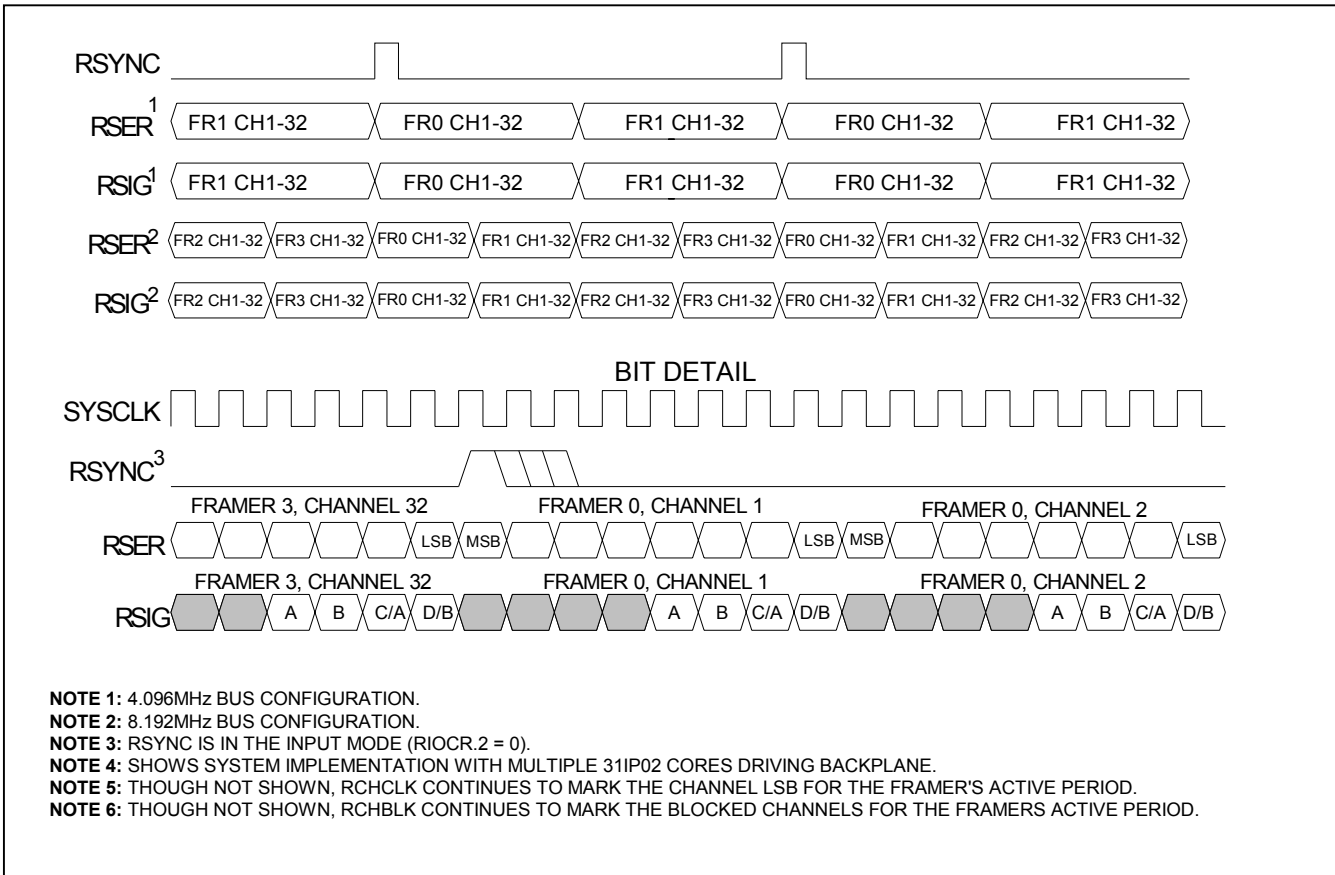 RSYNC
RSER1 FR1 CH1-32 FR0 CH1-32 FR1 CH1-32 FR0 CH1-32 FR1 CH1-32
RSIG1 FR1 CH1-32 FR0 CH1-32 FR1 CH1-32 FR0 CH1-32 FR1 CH1-32
RSER2 FR2 CH1-32 FR3 CH1-32 FR0 CH1-32 FR1 CH1-32 FR2 CH1-32 FR3 CH1-32 FR0 CH1-32 FR1 CH1-32 FR2 CH1-32 FR3 CH1-32
RSIG2 FR2 CH1-32 FR3 CH1-32 FR0 CH1-32 FR1 CH1-32 FR2 CH1-32 FR3 CH1-32 FR0 CH1-32 FR1 CH1-32 FR2 CH1-32 FR3 CH1-32
BIT DETAIL
SYSCLK
RSYNC3
FRAMER 3, CHANNEL 32 FRAMER 0, CHANNEL 1 FRAMER 0, CHANNEL 2
RSER LSB MSB LSB MSB LSB
FRAMER 3, CHANNEL 32 FRAMER 0, CHANNEL 1 FRAMER 0, CHANNEL 2
RSIG A B C/A D/B A B C/A D/B A B C/A D/B
NOTE 1: 4.096MHz BUS CONFIGURATION.
NOTE 2: 8.192MHz BUS CONFIGURATION.
NOTE 3: RSYNC IS IN THE INPUT MODE (RIOCR.2 = 0).
NOTE 4: SHOWS SYSTEM IMPLEMENTATION WITH MULTIPLE 31IP02 CORES DRIVING BACKPLANE.
NOTE 5: THOUGH NOT SHOWN, RCHCLK CONTINUES TO MARK THE CHANNEL LSB FOR THE FRAMER'S ACTIVE PERIOD.
NOTE 6: THOUGH NOT SHOWN, RCHBLK CONTINUES TO MARK THE BLOCKED CHANNELS FOR THE FRAMERS ACTIVE PERIOD.